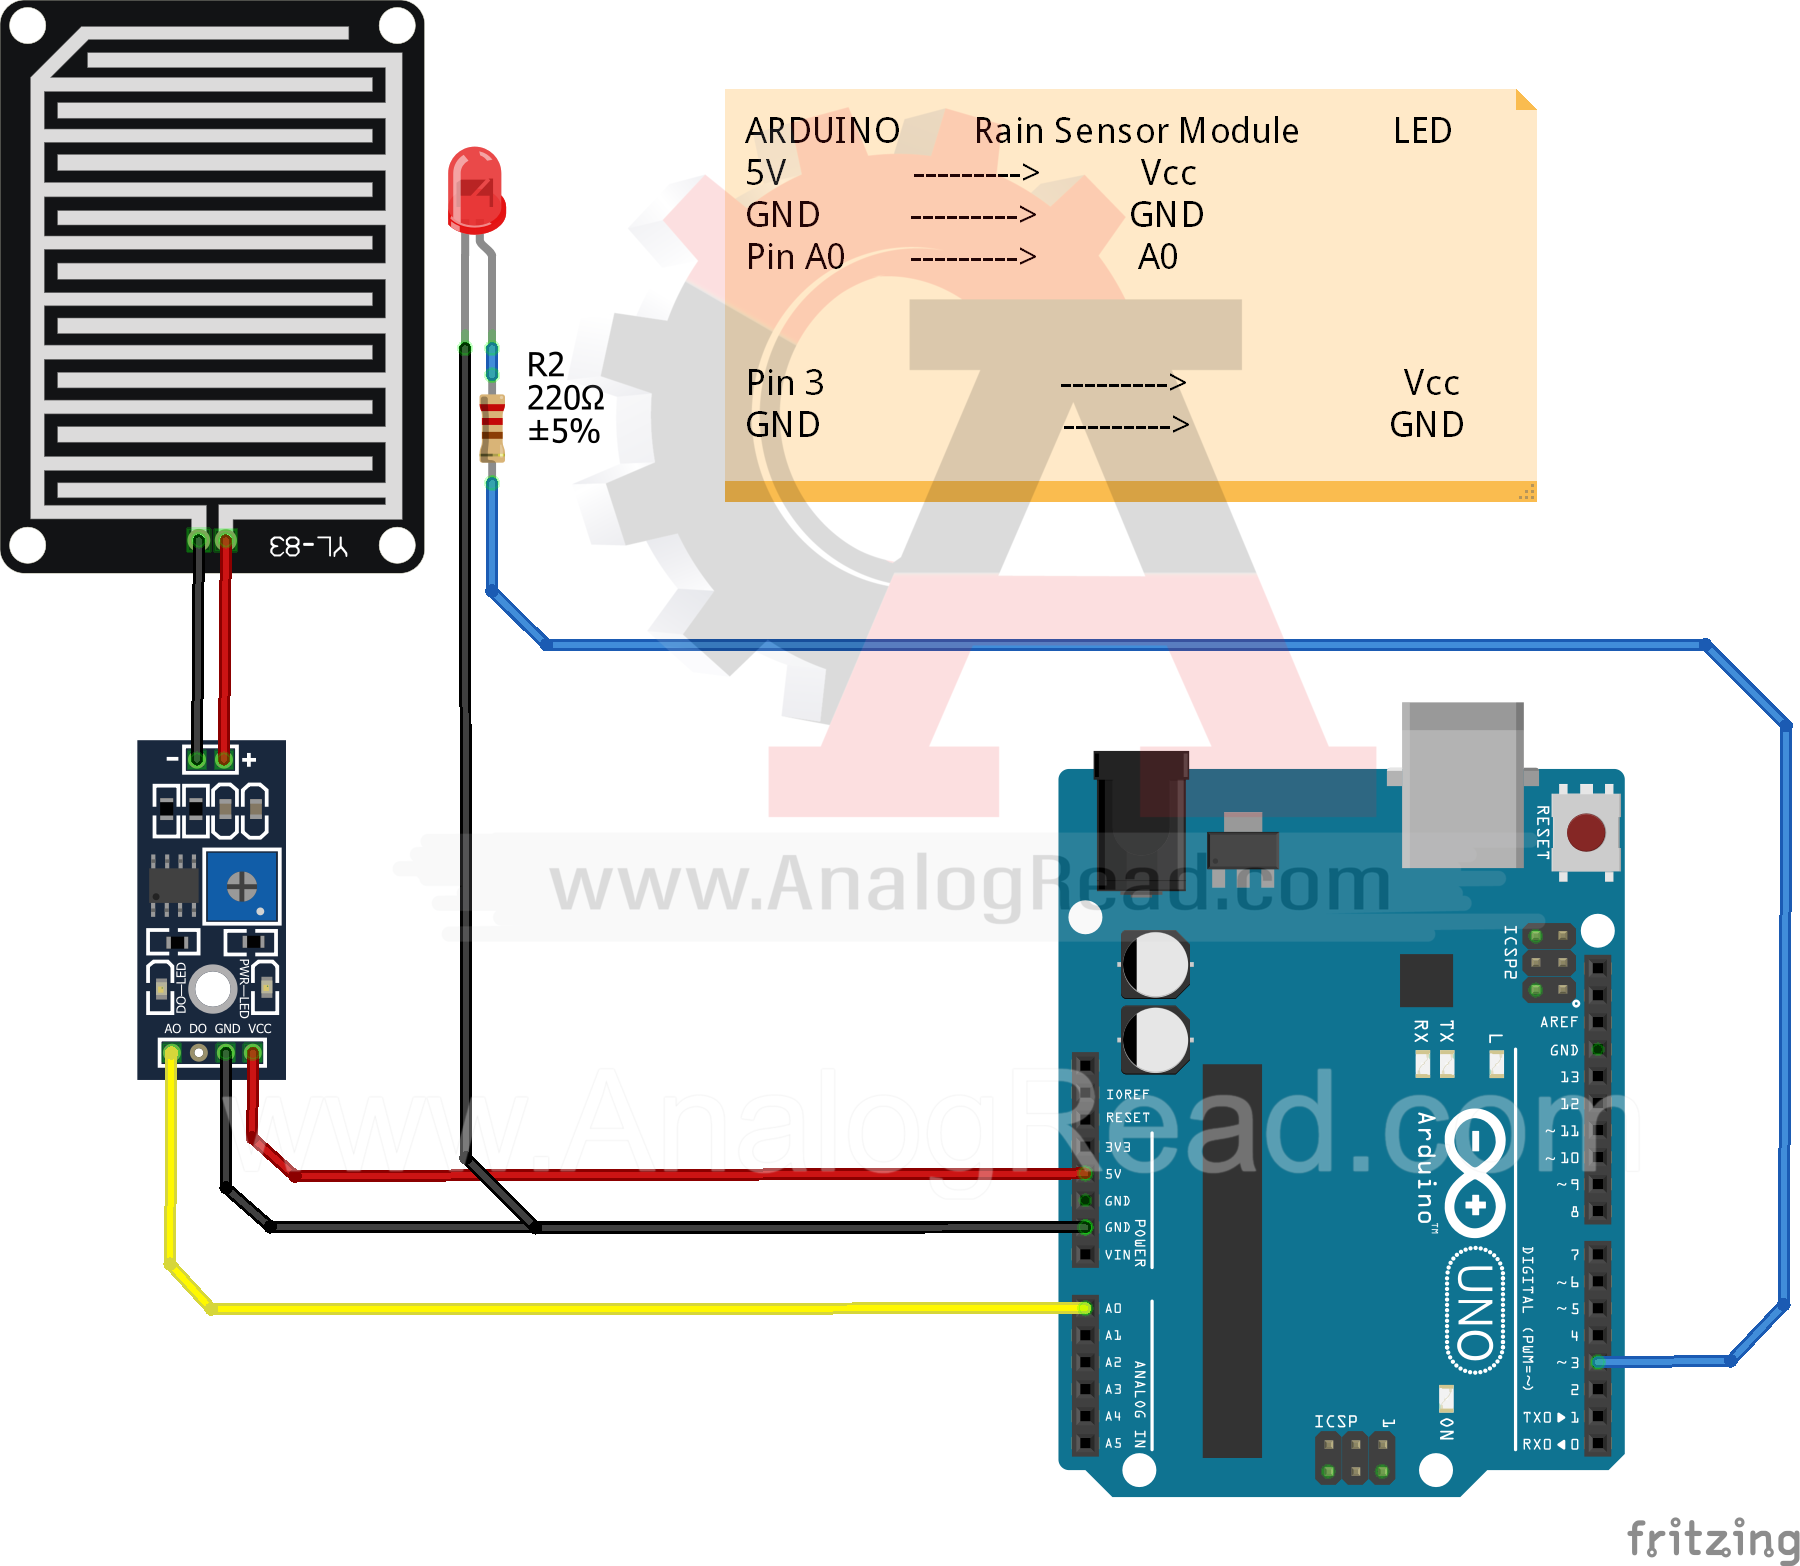 ARDUINO Rain Sensor Module LED
5V ---------> Vcc
GND ---------> GND
Pin A0 ---------> A0
Pin 3 ---------> Vcc
GND ---------> GND
R2
220Ω
±5%
YL-83
- +
DO-LED
PWR-LED
AO DO GND VCC
www.AnalogRead.com
www.AnalogRead.com
RESET
ICSP2
AREF
GND
13
12
~11
~10
~9
8
7
~6
~5
4
~3
2
TX0▶1
RX0◀0
RX
TX
L
IOREF
RESET
3V3
5V
GND
GND
VIN
POWER
A0
A1
A2
A3
A4
A5
ANALOG IN
Arduino™
UNO
DIGITAL (PWM=~)
ICSP
1
ON
fritzing